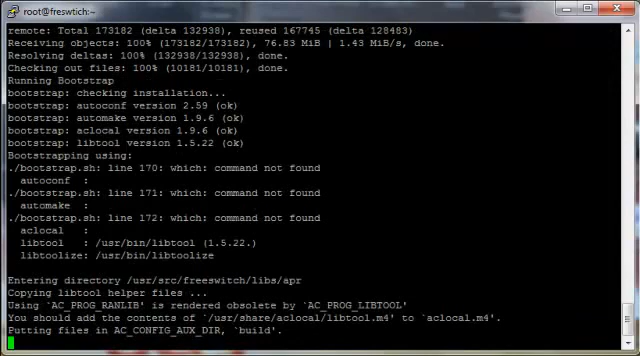 root@freswtich:~
remote: Total 173182 (delta 132938), reused 167745 (delta 128483)
Receiving objects: 100% (173182/173182), 76.83 MiB | 1.43 MiB/s, done.
Resolving deltas: 100% (132938/132938), done.
Checking out files: 100% (10181/10181), done.
Running Bootstrap
bootstrap: checking installation...
bootstrap: autoconf version 2.59 (ok)
bootstrap: automake version 1.9.6 (ok)
bootstrap: aclocal version 1.9.6 (ok)
bootstrap: libtool version 1.5.22 (ok)
Bootstrapping using:
./bootstrap.sh: line 170: which: command not found
autoconf  :
./bootstrap.sh: line 171: which: command not found
automake  :
./bootstrap.sh: line 172: which: command not found
aclocal   :
libtool   : /usr/bin/libtool (1.5.22.)
libtoolize: /usr/bin/libtoolize
Entering directory /usr/src/freeswitch/libs/apr
Copying libtool helper files ...
Using `AC_PROG_RANLIB' is rendered obsolete by `AC_PROG_LIBTOOL'
You should add the contents of `/usr/share/aclocal/libtool.m4' to `aclocal.m4'.
Putting files in AC_CONFIG_AUX_DIR, `build'.